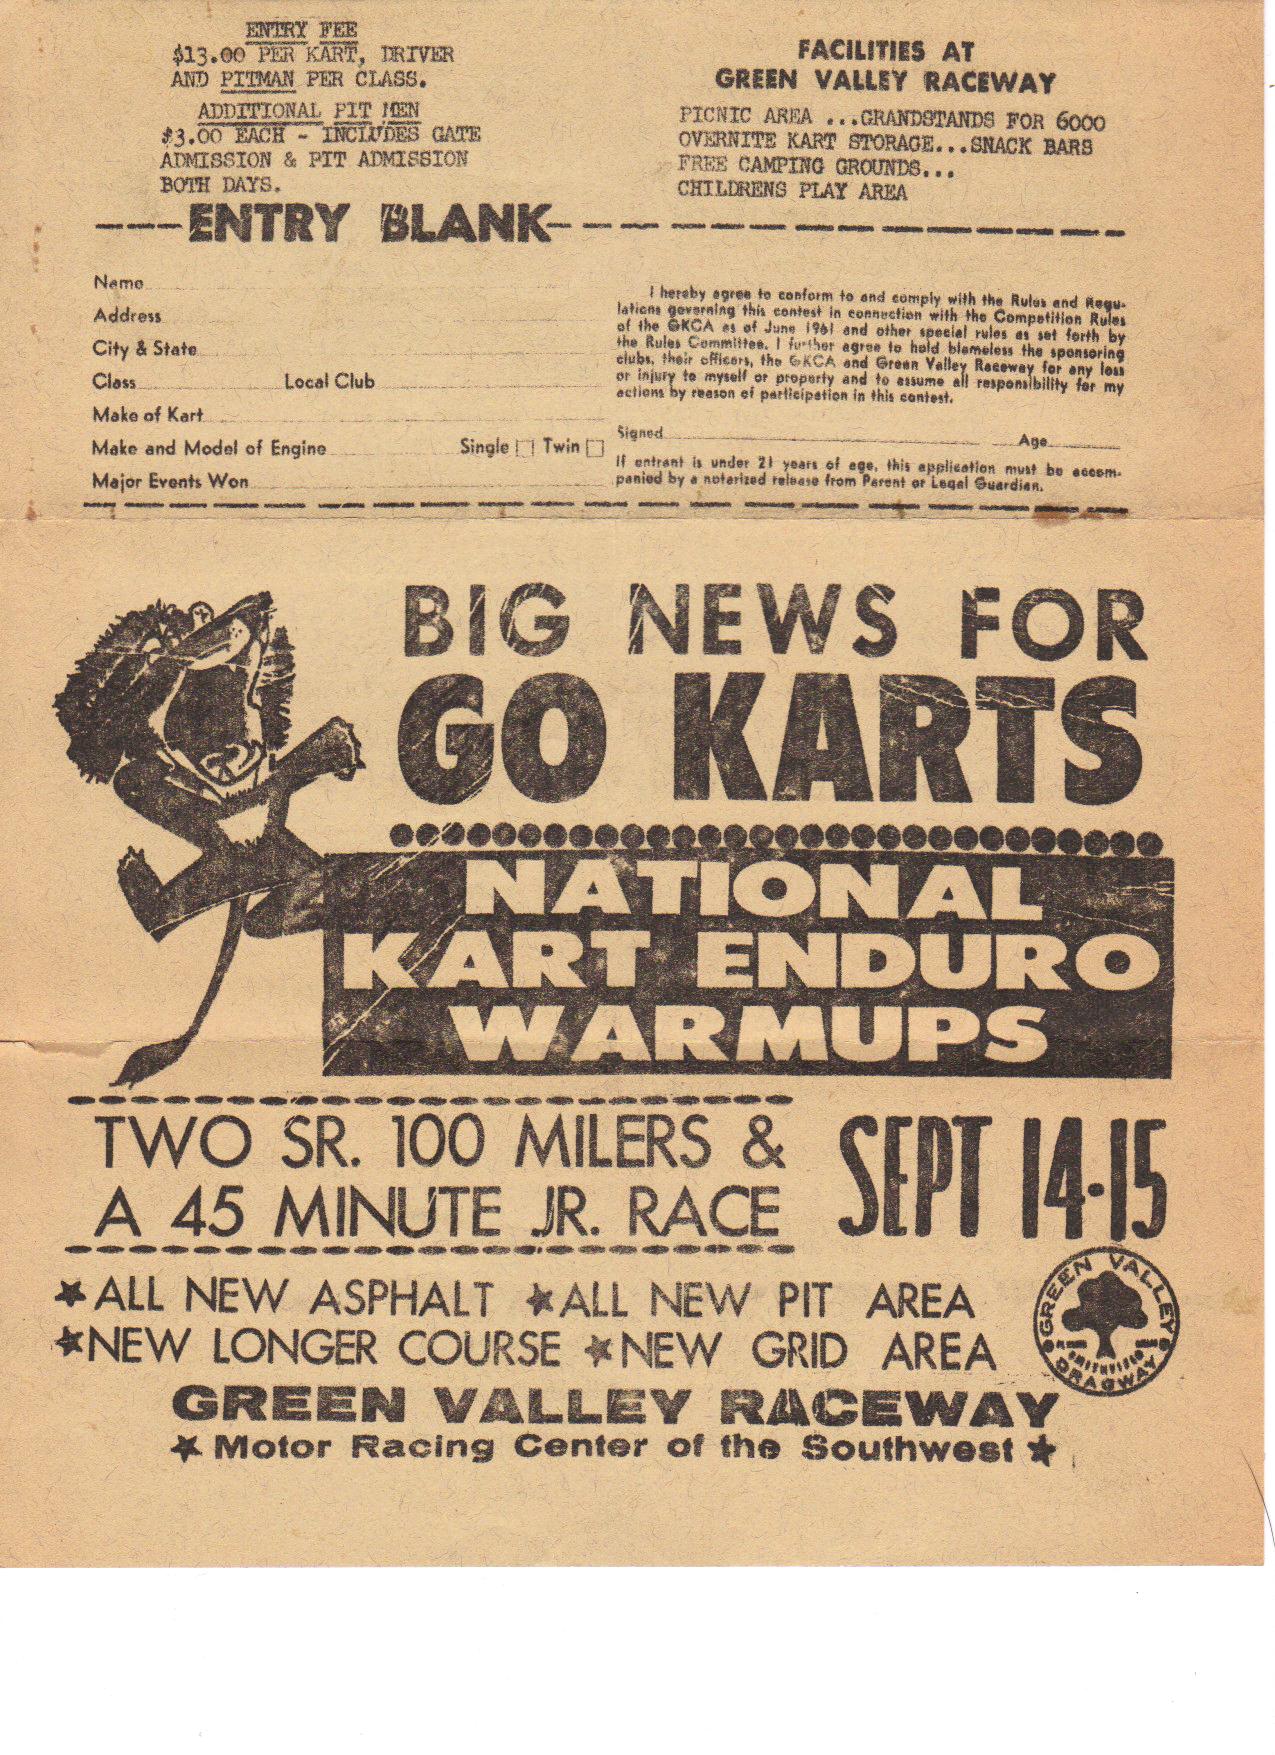 ENTRY FEE
$13.00 PER KART, DRIVER
AND PITMAN PER CLASS.
ADDITIONAL PIT MEN
$3.00 EACH - INCLUDES GATE
ADMISSION & PIT ADMISSION
BOTH DAYS.
FACILITIES AT
GREEN VALLEY RACEWAY
PICNIC AREA ...GRANDSTANDS FOR 6000
OVERNITE KART STORAGE...SNACK BARS
FREE CAMPING GROUNDS...
CHILDRENS PLAY AREA
ENTRY BLANK
Name
Address
City & State
Class Local Club
Make of Kart
Make and Model of Engine Single Twin
Major Events Won
I hereby agree to conform to and comply with the Rules and Regu-
lations governing this contest in connection with the Competition Rules
of the GKCA as of June 1961 and other special rules as set forth by
the Rules Committee. I further agree to hold blameless the sponsoring
clubs, their officers, the GKCA and Green Valley Raceway for any loss
or injury to myself or property and to assume all responsibility for my
actions by reason of participation in this contest.
Signed Age
If entrant is under 21 years of age, this application must be accom-
panied by a notarized release from Parent or Legal Guardian.
BIG NEWS FOR
GO KARTS
NATIONAL
KART ENDURO
WARMUPS
TWO SR. 100 MILERS &
A 45 MINUTE JR. RACE
SEPT 14-15
★ALL NEW ASPHALT ★ALL NEW PIT AREA
★NEW LONGER COURSE ★NEW GRID AREA
GREEN VALLEY
SMITHFIELD
DRAGWAY
GREEN VALLEY RACEWAY
★ Motor Racing Center of the Southwest ★